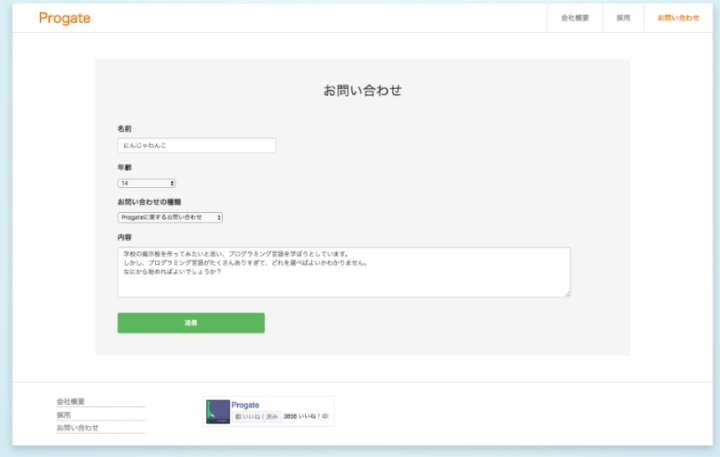 Progate
会社概要
採用
お問い合わせ
お問い合わせ
名前
にんじゃわんこ
年齢
14
お問い合わせの種類
Progateに関するお問い合わせ
内容
学校の掲示板を作ってみたいと思い、プログラミング言語を学ぼうとしています。
しかし、プログラミング言語がたくさんありすぎて、どれを選べばよいかわかりません。
なにから始めればよいでしょうか？
送信
会社概要
採用
お問い合わせ
Progate
いいね！済み
3858 いいね！の